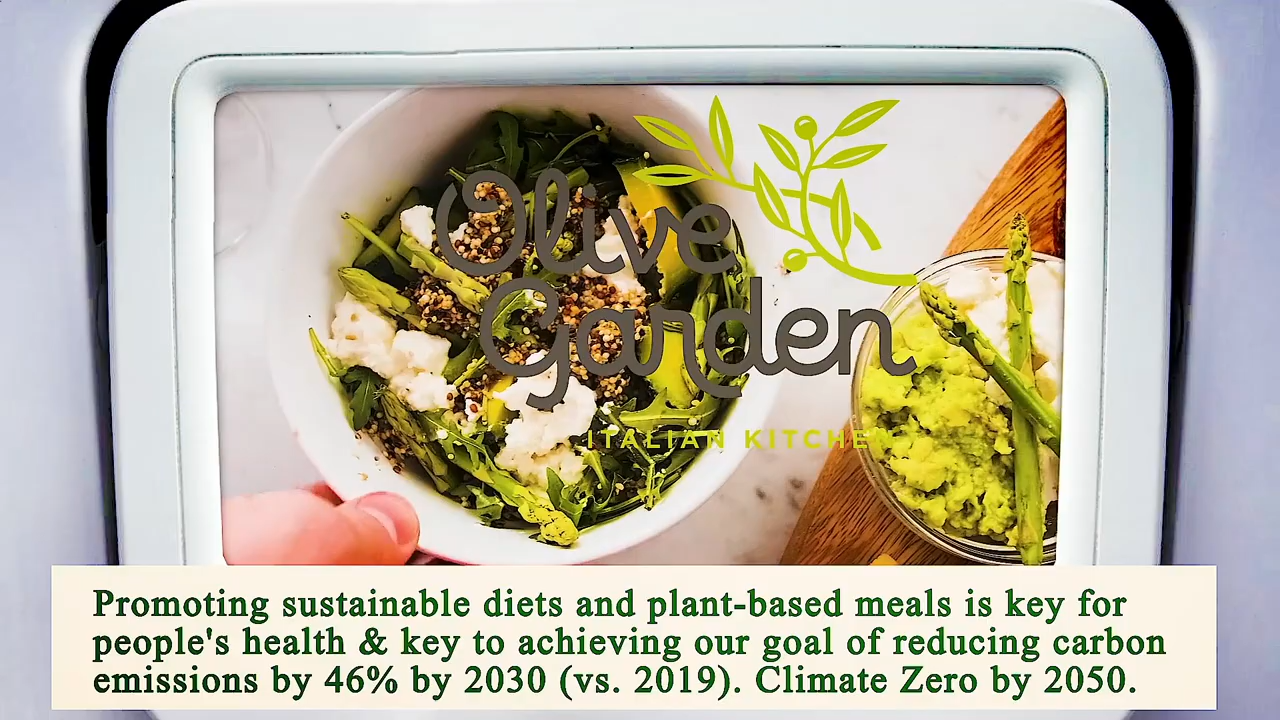 Olive
Garden
ITALIAN KITCHEN
Promoting sustainable diets and plant-based meals is key for
people's health & key to achieving our goal of reducing carbon
emissions by 46% by 2030 (vs. 2019). Climate Zero by 2050.